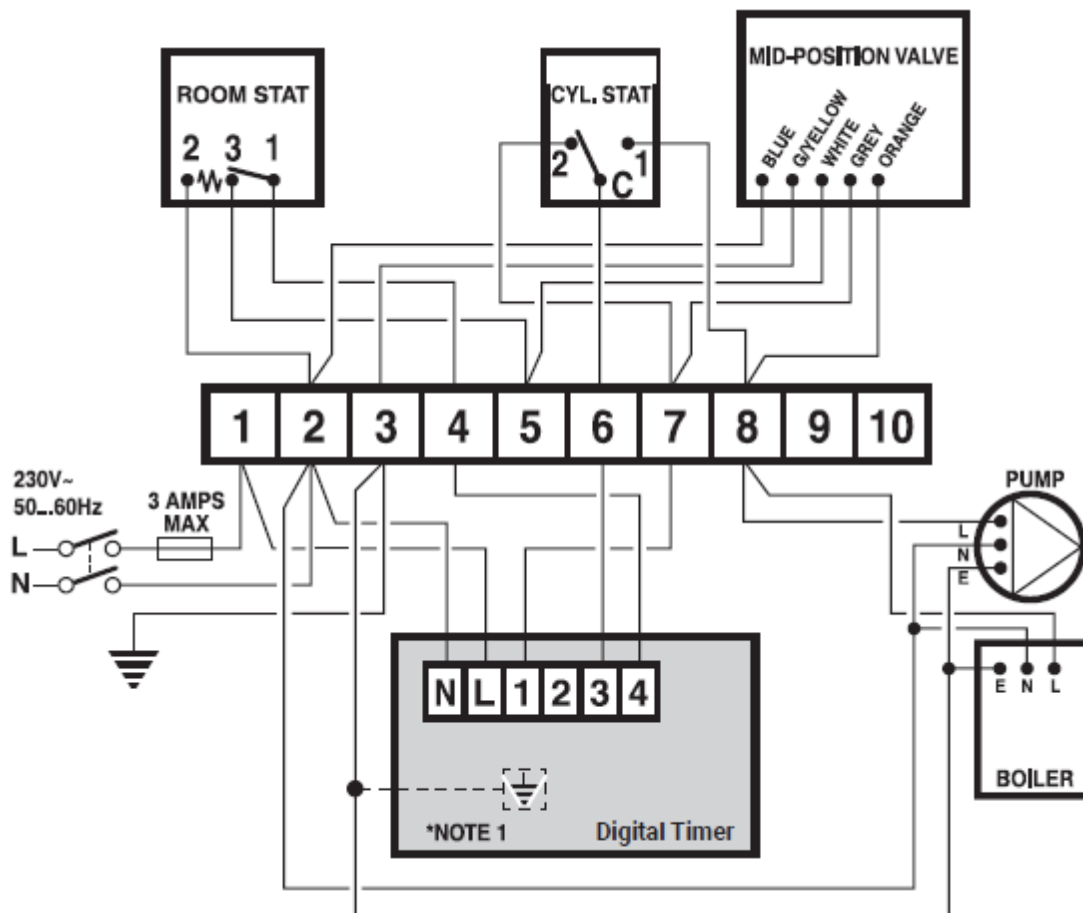 MID-POSITION VALVE
BLUE
G/YELLOW
WHITE
GREY
ORANGE
ROOM STAT
2 3 1
CYL. STAT
2 1
C
1 2 3 4 5 6 7 8 9 10
230V~
50...60Hz
3 AMPS
MAX
L
N
PUMP
L
N
E
N L 1 2 3 4
E N L
BOILER
*NOTE 1
Digital Timer